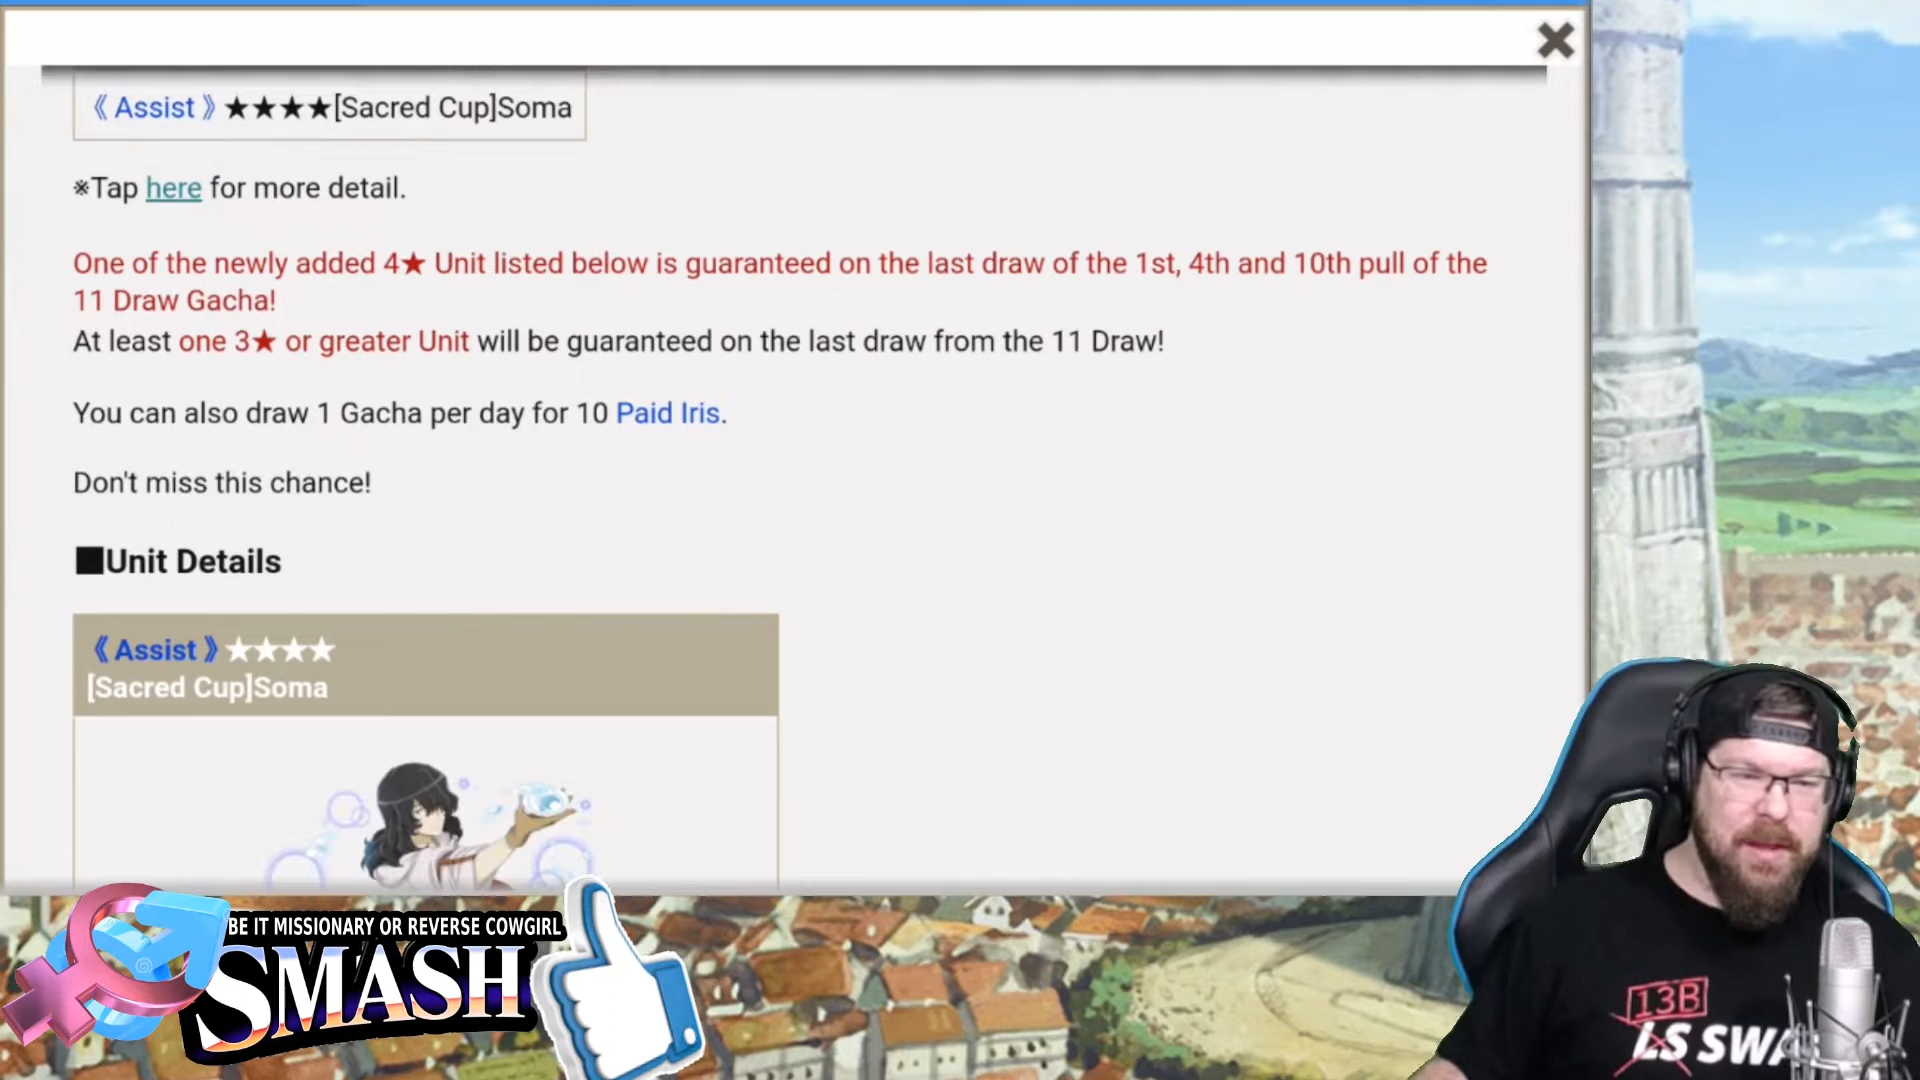 《 Assist 》★★★★[Sacred Cup]Soma
※Tap here for more detail.
One of the newly added 4★ Unit listed below is guaranteed on the last draw of the 1st, 4th and 10th pull of the
11 Draw Gacha!
At least one 3★ or greater Unit will be guaranteed on the last draw from the 11 Draw!
You can also draw 1 Gacha per day for 10 Paid Iris.
Don't miss this chance!
■Unit Details
《 Assist 》★★★★
[Sacred Cup]Soma
BE IT MISSIONARY OR REVERSE COWGIRL
SMASH
13B
LS